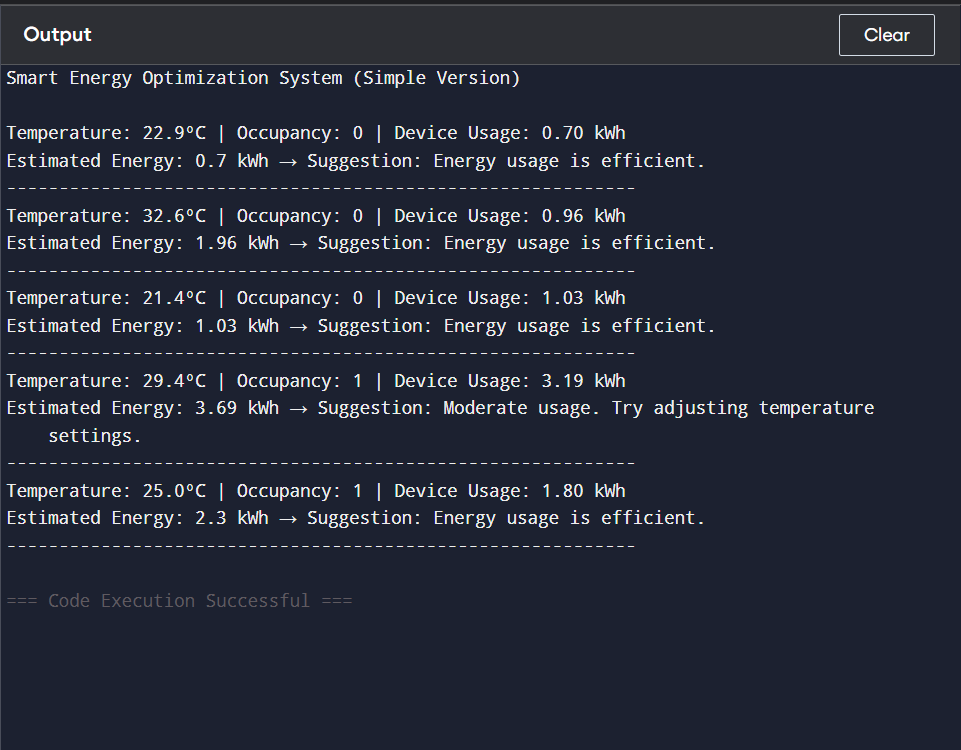 Output
Clear
Smart Energy Optimization System (Simple Version)
Temperature: 22.9°C | Occupancy: 0 | Device Usage: 0.70 kWh
Estimated Energy: 0.7 kWh → Suggestion: Energy usage is efficient.
------------------------------------------------------------
Temperature: 32.6°C | Occupancy: 0 | Device Usage: 0.96 kWh
Estimated Energy: 1.96 kWh → Suggestion: Energy usage is efficient.
------------------------------------------------------------
Temperature: 21.4°C | Occupancy: 0 | Device Usage: 1.03 kWh
Estimated Energy: 1.03 kWh → Suggestion: Energy usage is efficient.
------------------------------------------------------------
Temperature: 29.4°C | Occupancy: 1 | Device Usage: 3.19 kWh
Estimated Energy: 3.69 kWh → Suggestion: Moderate usage. Try adjusting temperature
settings.
------------------------------------------------------------
Temperature: 25.0°C | Occupancy: 1 | Device Usage: 1.80 kWh
Estimated Energy: 2.3 kWh → Suggestion: Energy usage is efficient.
------------------------------------------------------------
=== Code Execution Successful ===